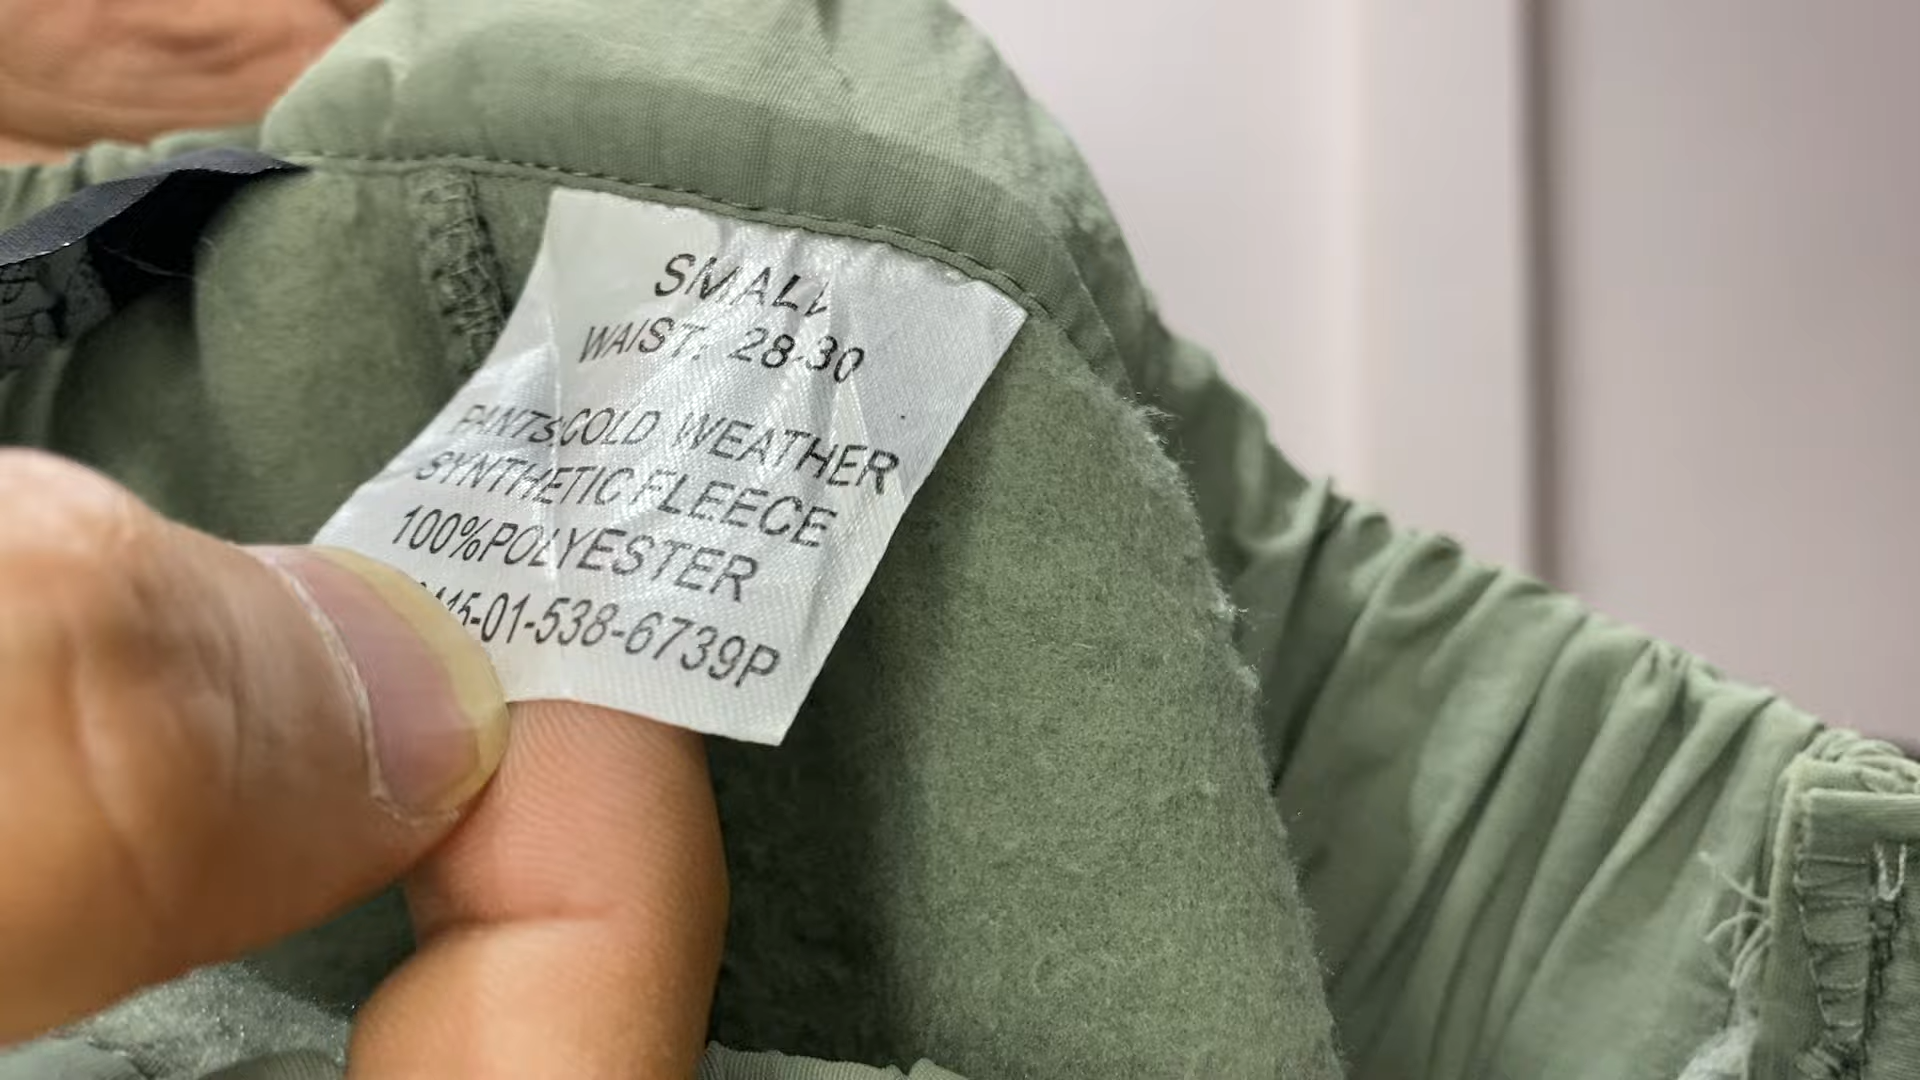 SMALL
WAIST. 28-30
PANTS COLD WEATHER
SYNTHETIC FLEECE
100%POLYESTER
15-01-538-6739P